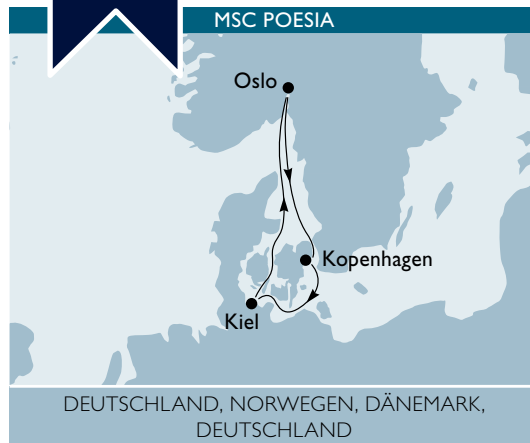 MSC POESIA
Oslo
Kopenhagen
Kiel
DEUTSCHLAND, NORWEGEN, DÄNEMARK,
DEUTSCHLAND